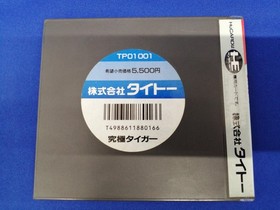 TP01001
希望小売価格 5,500円
株式会社 タイトー
T4988611880166
究極タイガー
HuCARD
株式会社 タイトー